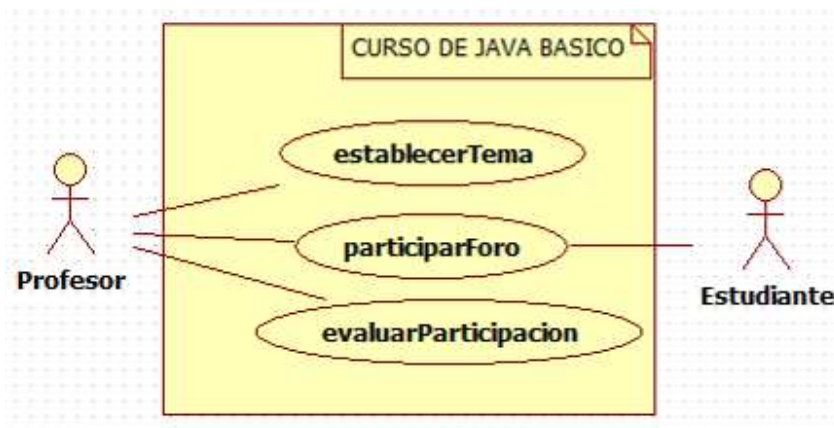 CURSO DE JAVA BASICO
establecerTema
participarForo
Profesor
Estudiante
evaluarParticipacion